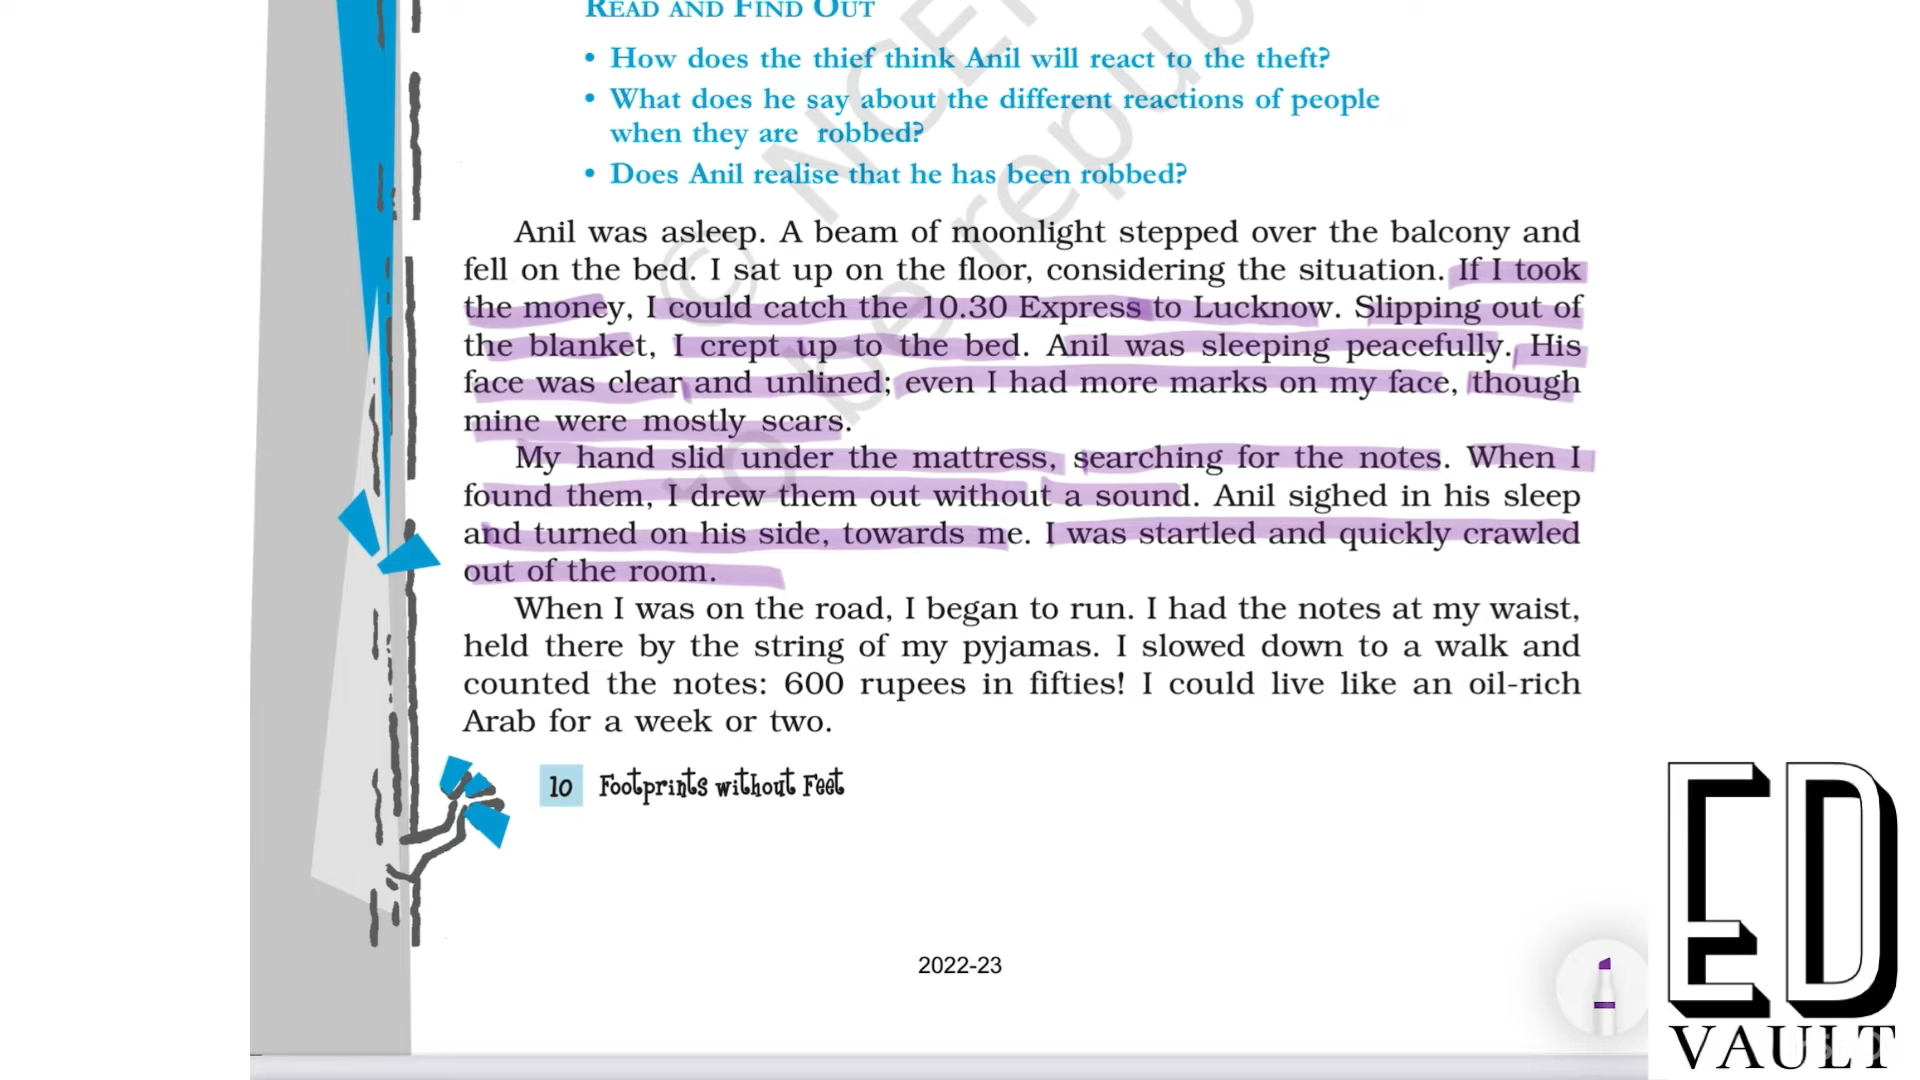 READ AND FIND OUT
• How does the thief think Anil will react to the theft?
• What does he say about the different reactions of people
when they are robbed?
• Does Anil realise that he has been robbed?
Anil was asleep. A beam of moonlight stepped over the balcony and
fell on the bed. I sat up on the floor, considering the situation. If I took
the money, I could catch the 10.30 Express to Lucknow. Slipping out of
the blanket, I crept up to the bed. Anil was sleeping peacefully. His
face was clear and unlined; even I had more marks on my face, though
mine were mostly scars.
My hand slid under the mattress, searching for the notes. When I
found them, I drew them out without a sound. Anil sighed in his sleep
and turned on his side, towards me. I was startled and quickly crawled
out of the room.
When I was on the road, I began to run. I had the notes at my waist,
held there by the string of my pyjamas. I slowed down to a walk and
counted the notes: 600 rupees in fifties! I could live like an oil-rich
Arab for a week or two.
10 Footprints without Feet
2022-23
ED
VAULT
© NCER
to be repub